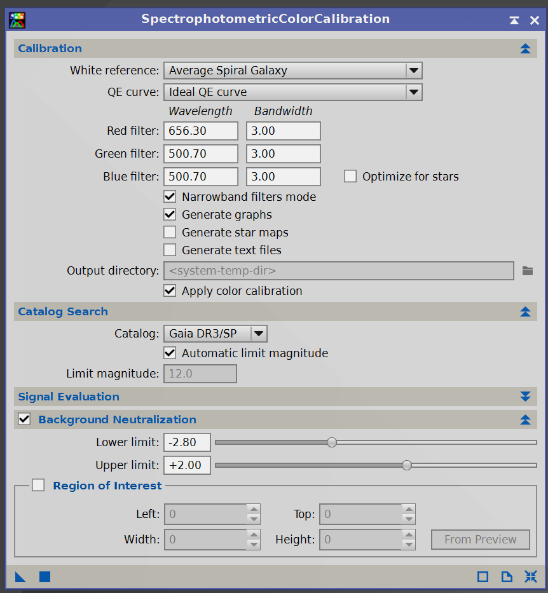 SpectrophotometricColorCalibration
Calibration
White reference: Average Spiral Galaxy
QE curve: Ideal QE curve
Wavelength Bandwidth
Red filter: 656.30 3.00
Green filter: 500.70 3.00
Blue filter: 500.70 3.00 Optimize for stars
Narrowband filters mode
Generate graphs
Generate star maps
Generate text files
Output directory: <system-temp-dir>
Apply color calibration
Catalog Search
Catalog: Gaia DR3/SP
Automatic limit magnitude
Limit magnitude: 12.0
Signal Evaluation
Background Neutralization
Lower limit: -2.80
Upper limit: +2.00
Region of Interest
Left: 0 Top: 0
Width: 0 Height: 0 From Preview